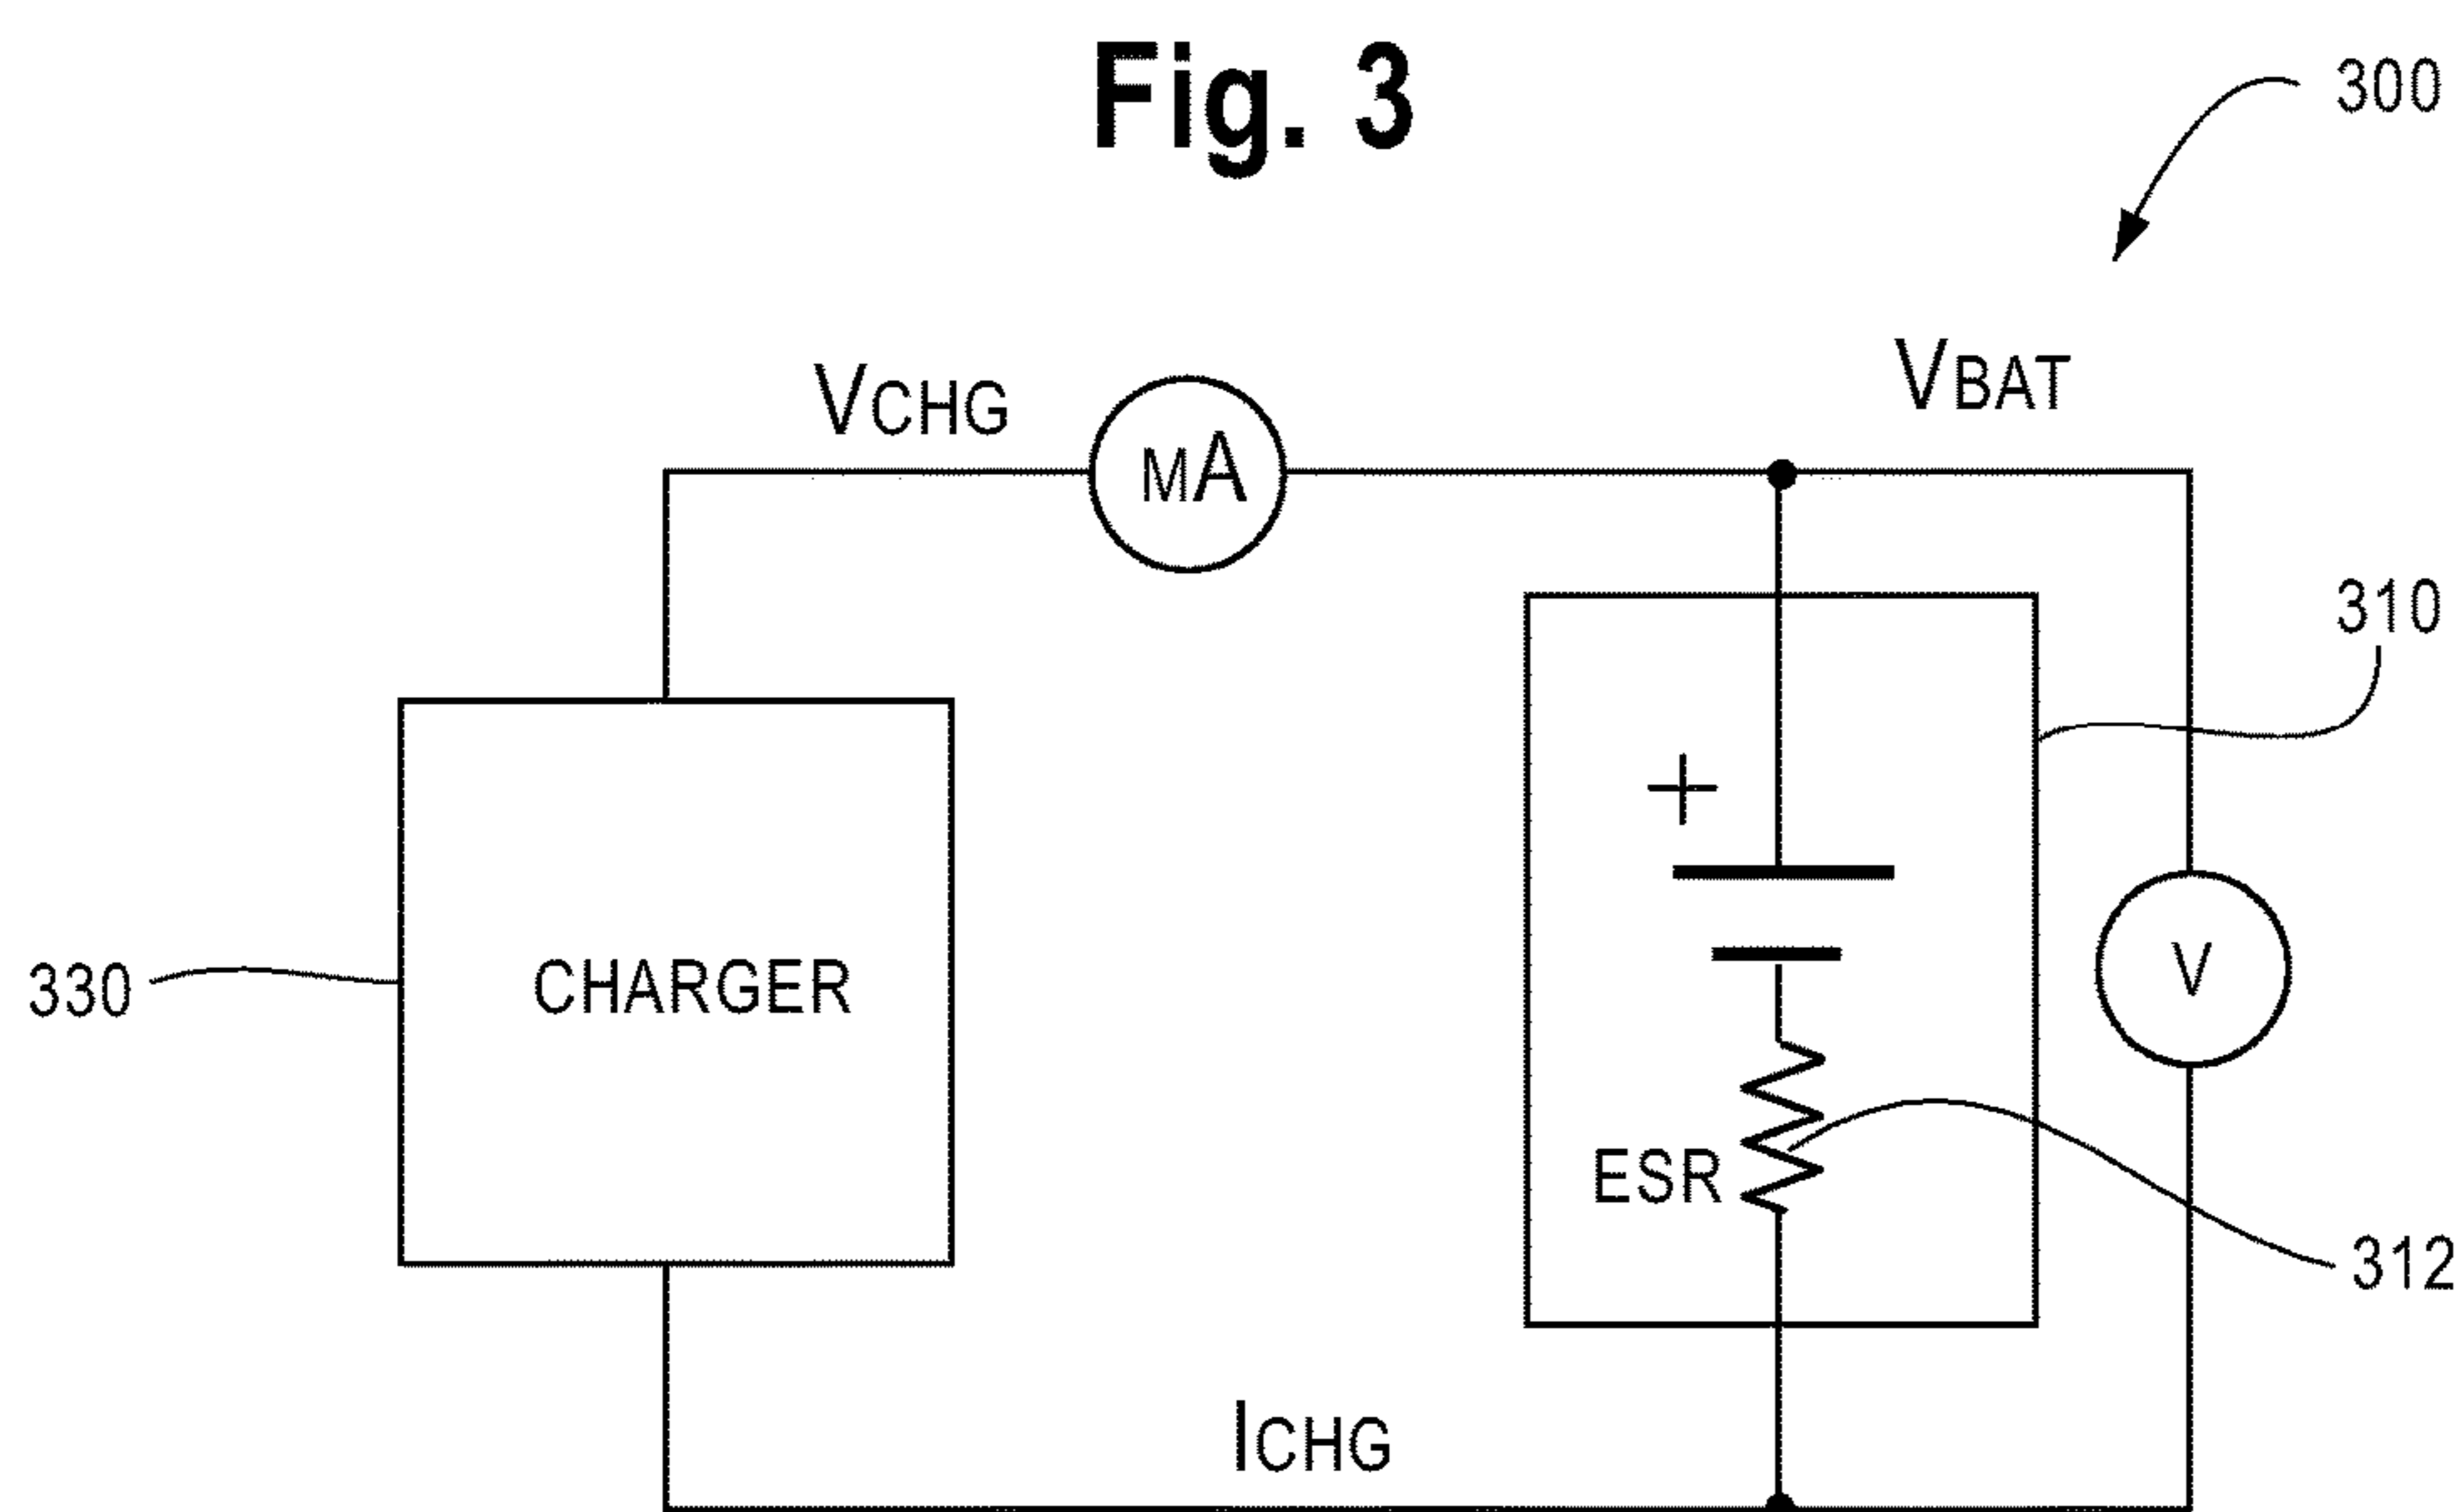 Fig. 3
300
VBAT
VCHG
mA
310
+
CHARGER
330
V
ESR
312
ICHG